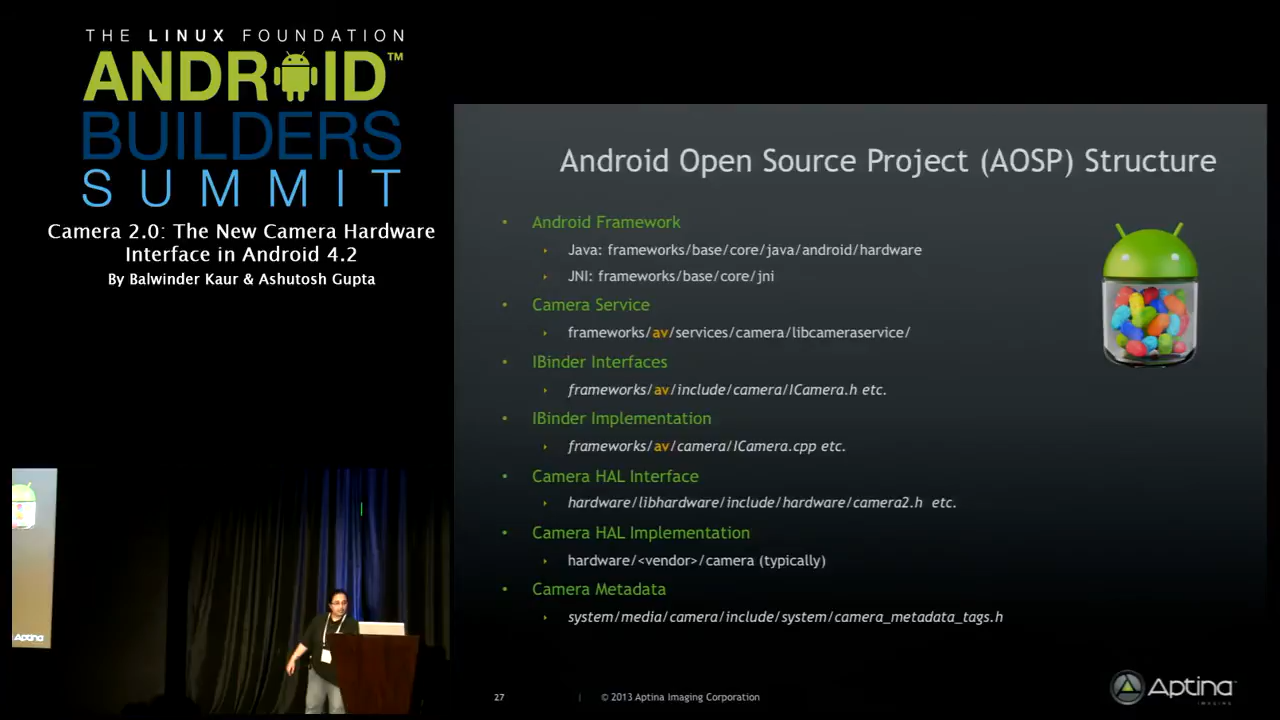 THE LINUX FOUNDATION
ANDROID™
BUILDERS
SUMMIT
Camera 2.0: The New Camera Hardware
Interface in Android 4.2
By Balwinder Kaur & Ashutosh Gupta
Android Open Source Project (AOSP) Structure
• Android Framework
‣ Java: frameworks/base/core/java/android/hardware
‣ JNI: frameworks/base/core/jni
• Camera Service
‣ frameworks/av/services/camera/libcameraservice/
• IBinder Interfaces
‣ frameworks/av/include/camera/ICamera.h etc.
• IBinder Implementation
‣ frameworks/av/camera/ICamera.cpp etc.
• Camera HAL Interface
‣ hardware/libhardware/include/hardware/camera2.h etc.
• Camera HAL Implementation
‣ hardware/<vendor>/camera (typically)
• Camera Metadata
‣ system/media/camera/include/system/camera_metadata_tags.h
27 | © 2013 Aptina Imaging Corporation
Aptina
IMAGING
Aptina